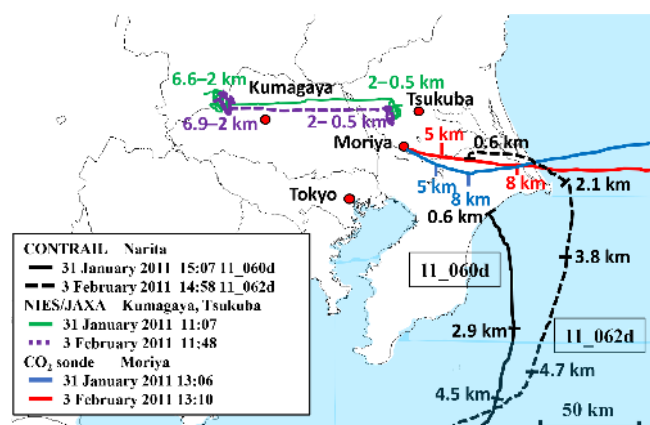 6.6–2 km
Kumagaya
2–0.5 km
Tsukuba
6.9–2 km
2–0.5 km
Moriya
5 km
0.6 km
5 km
8 km
8 km
2.1 km
Tokyo
0.6 km
3.8 km
11_060d
2.9 km
11_062d
4.7 km
4.5 km
50 km
CONTRAIL Narita
31 January 2011 15:07 11_060d
3 February 2011 14:58 11_062d
NIES/JAXA Kumagaya, Tsukuba
31 January 2011 11:07
3 February 2011 11:48
CO₂ sonde Moriya
31 January 2011 13:06
3 February 2011 13:10